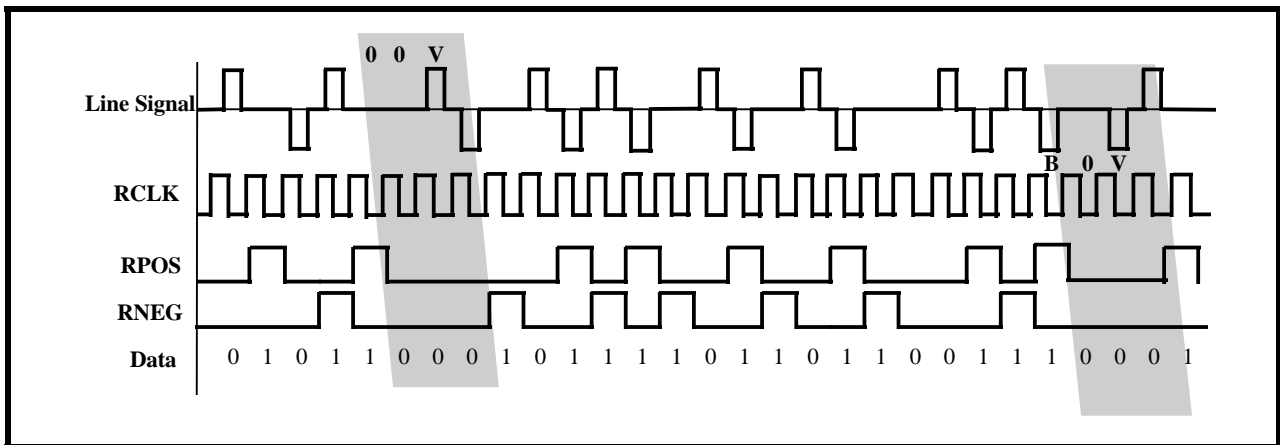 0 0 V
Line Signal
B 0 V
RCLK
RPOS
RNEG
Data 0 1 0 1 1 0 0 0 1 0 1 1 1 1 0 1 1 0 1 1 0 0 1 1 1 0 0 0 1